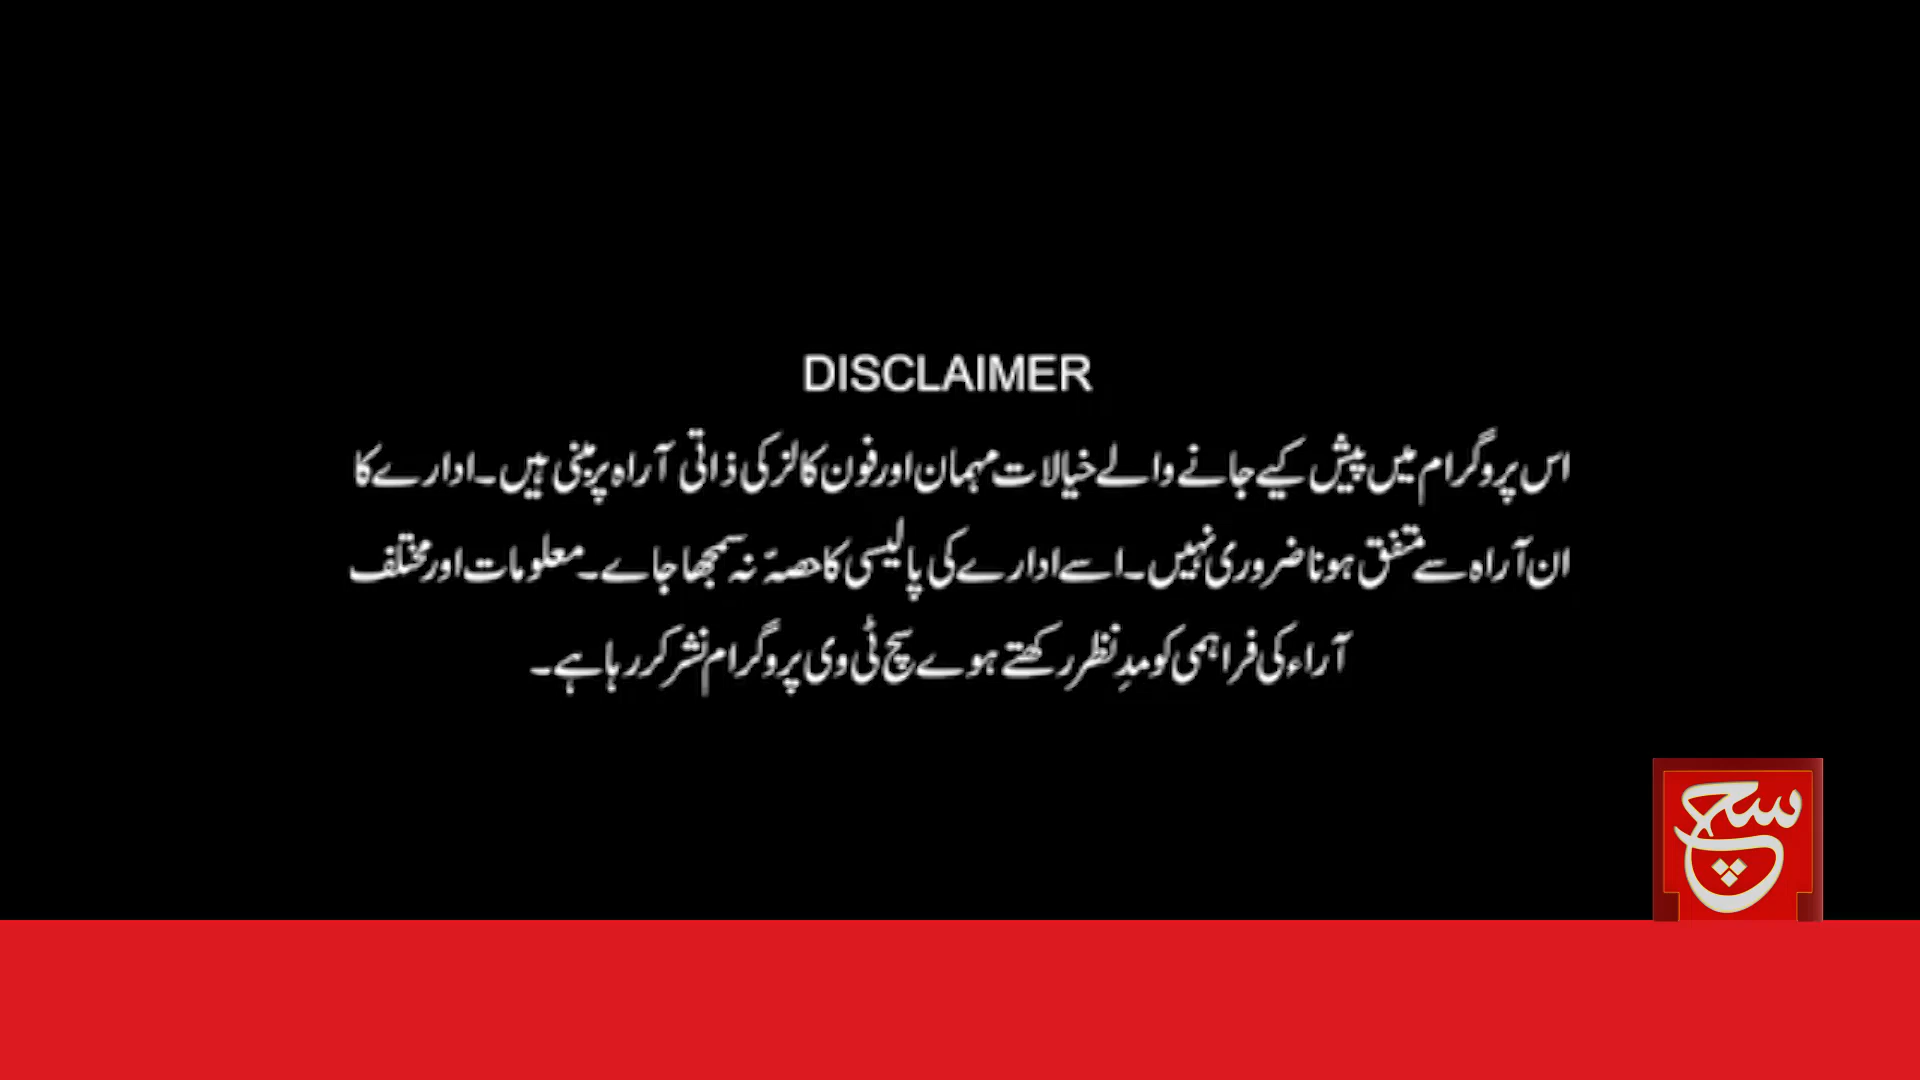 DISCLAIMER
اس پروگرام میں پیش کیے جانے والے خیالات مہمان اور فون کالز کی ذاتی آراہ پر مبنی ہیں۔ ادارے کا
ان آراہ سے متفق ہونا ضروری نہیں۔ اسے ادارے کی پالیسی کا حصہّ نہ سمجھا جاے۔ معلومات اور مختلف
آراء کی فراہمی کو مدِ نظر رکھتے ہوے سچ ٹی وی پروگرام نشر کر رہا ہے۔
سچ